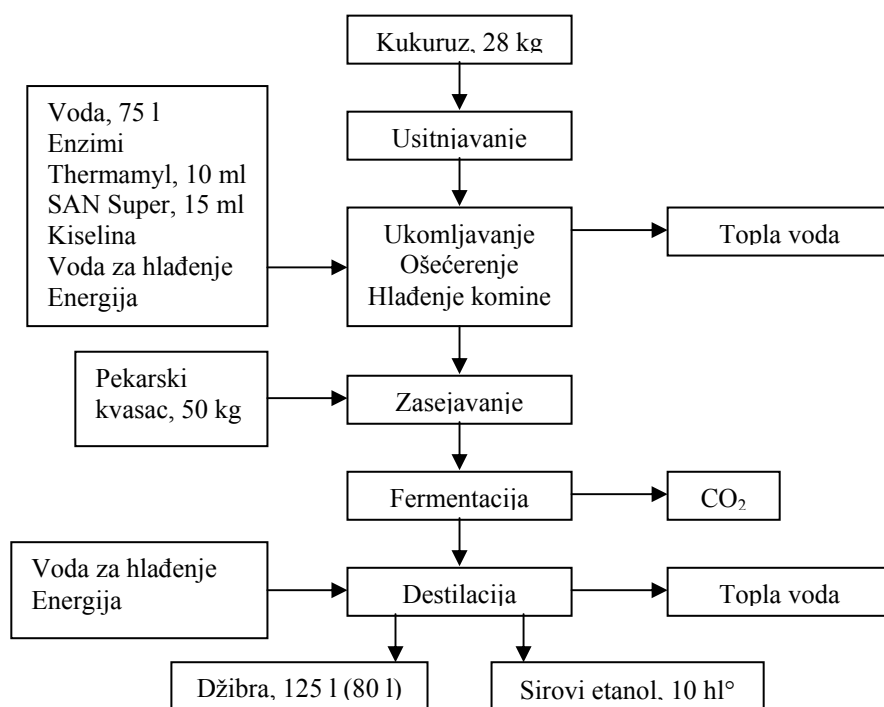 Kukuruz, 28 kg
Voda, 75 l
Enzimi
Thermamyl, 10 ml
SAN Super, 15 ml
Kiselina
Voda za hlađenje
Energija
Usitnjavanje
Ukomljavanje
Ošećerenje
Hlađenje komine
Topla voda
Pekarski
kvasac, 50 kg
Zasejavanje
Fermentacija
CO₂
Voda za hlađenje
Energija
Destilacija
Topla voda
Džibra, 125 l (80 l)
Sirovi etanol, 10 hl°